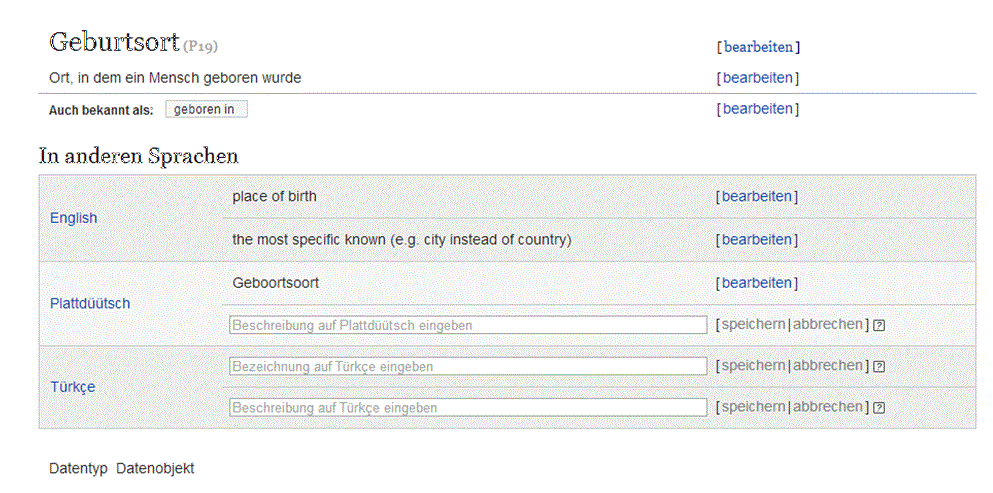 Geburtsort (P19) [bearbeiten]
Ort, in dem ein Mensch geboren wurde [bearbeiten]
Auch bekannt als: geboren in [bearbeiten]
In anderen Sprachen
English
place of birth [bearbeiten]
the most specific known (e.g. city instead of country) [bearbeiten]
Plattdüütsch
Geboortsoort [bearbeiten]
Beschreibung auf Plattdüütsch eingeben [speichern|abbrechen] [?]
Türkçe
Bezeichnung auf Türkçe eingeben [speichern|abbrechen] [?]
Beschreibung auf Türkçe eingeben [speichern|abbrechen] [?]
Datentyp Datenobjekt